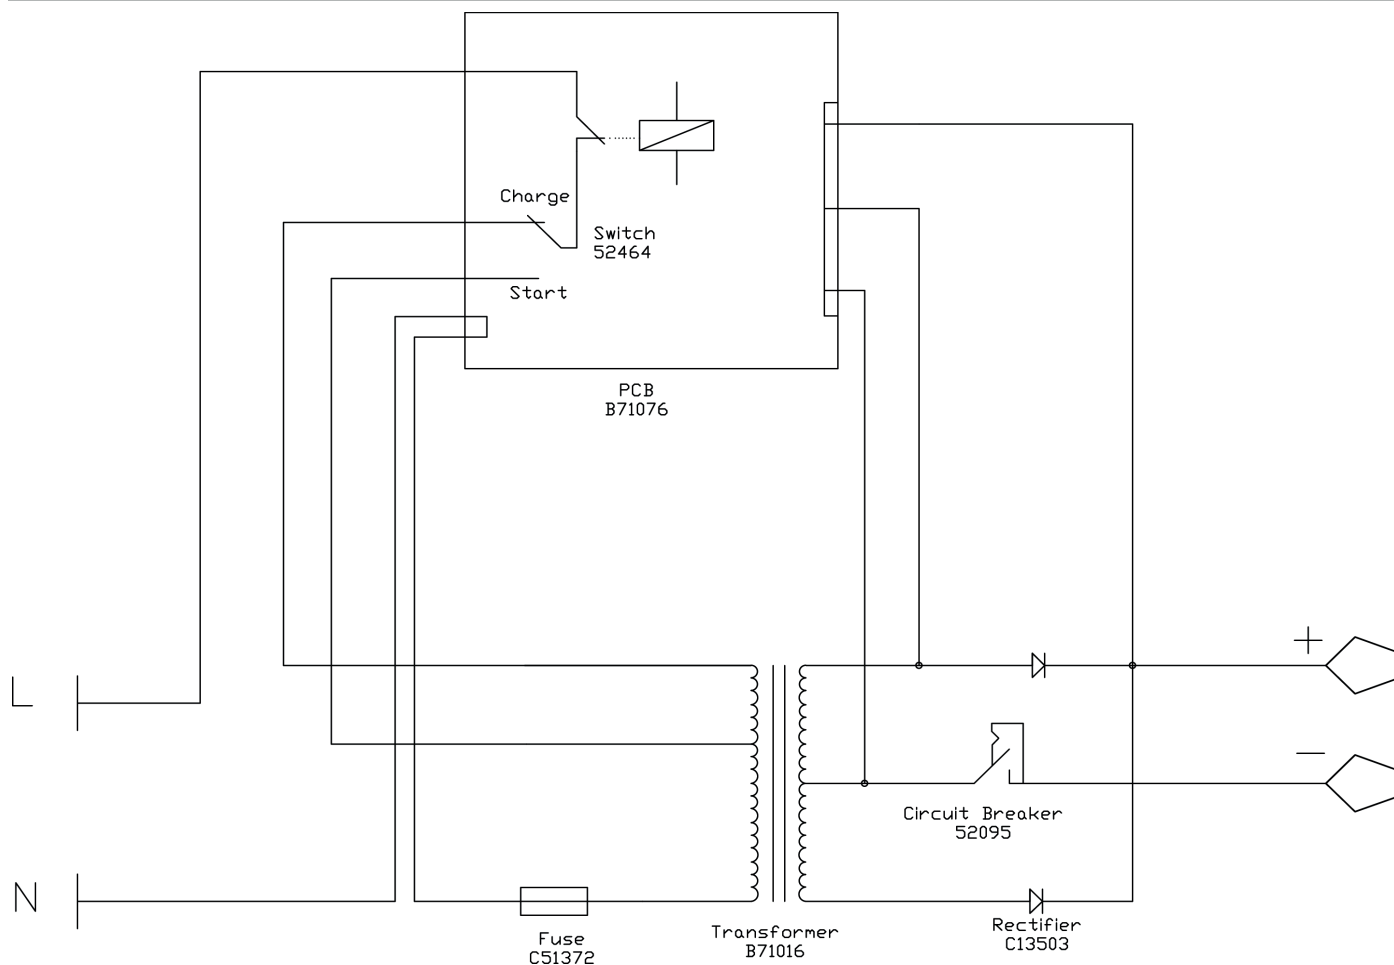 Charge
Switch
52464
Start
PCB
B71076
+
L
—
Circuit Breaker
52095
N
Fuse
C51372
Transformer
B71016
Rectifier
C13503